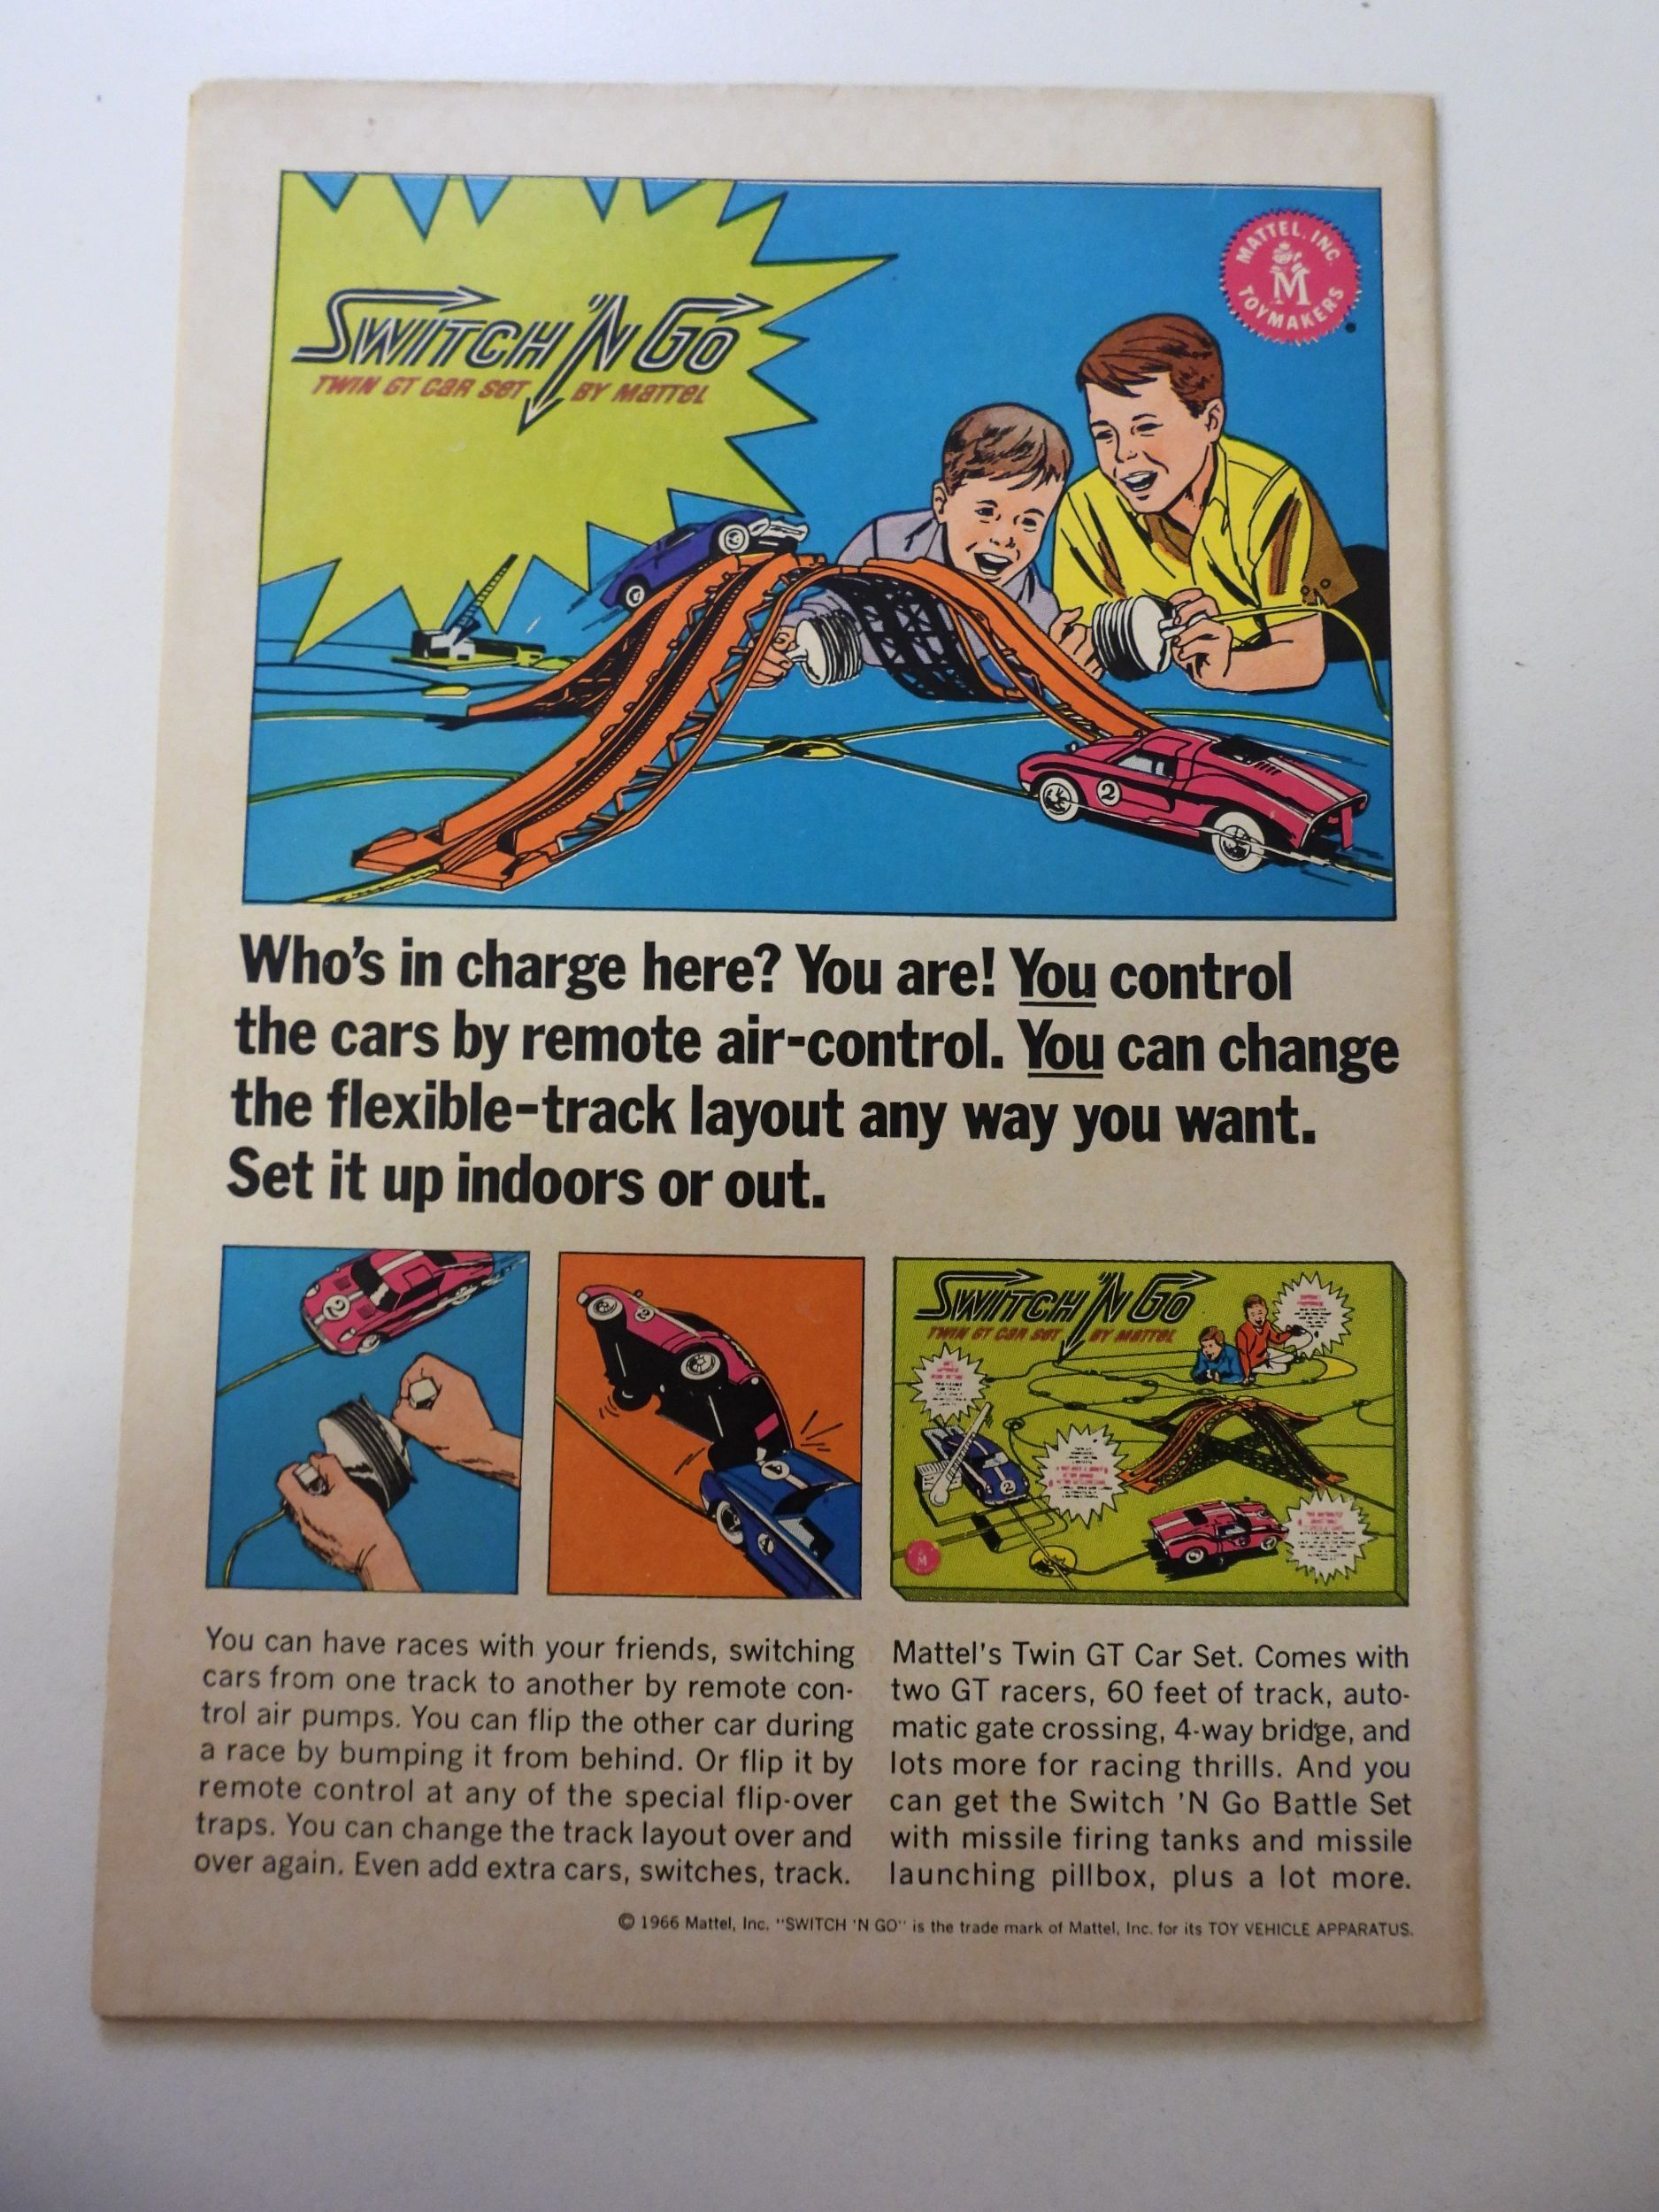 SWITCH 'N GO
TWIN GT CAR SET BY MATTEL
MATTEL, INC.
M
TOYMAKERS
2
Who's in charge here? You are! You control
the cars by remote air-control. You can change
the flexible-track layout any way you want.
Set it up indoors or out.
2
2
SWITCH 'N GO
TWIN GT CAR SET BY MATTEL
2
M
You can have races with your friends, switching
cars from one track to another by remote con-
trol air pumps. You can flip the other car during
a race by bumping it from behind. Or flip it by
remote control at any of the special flip-over
traps. You can change the track layout over and
over again. Even add extra cars, switches, track.
Mattel's Twin GT Car Set. Comes with
two GT racers, 60 feet of track, auto-
matic gate crossing, 4-way bridge, and
lots more for racing thrills. And you
can get the Switch 'N Go Battle Set
with missile firing tanks and missile
launching pillbox, plus a lot more.
© 1966 Mattel, Inc. "SWITCH 'N GO" is the trade mark of Mattel, Inc. for its TOY VEHICLE APPARATUS.